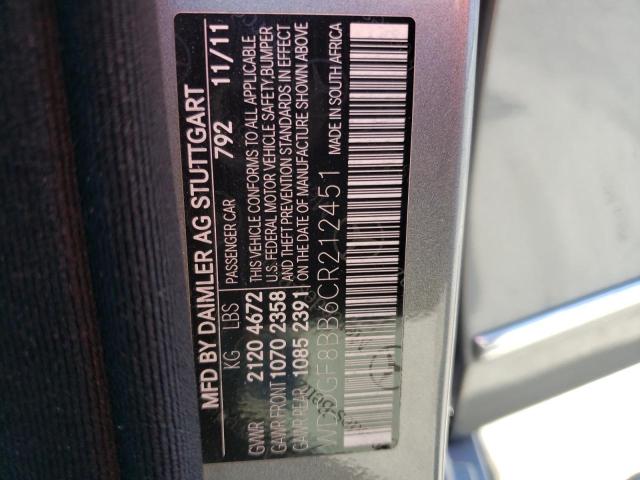 MFD BY DAIMLER AG STUTTGART
KG LBS 792 11/11
GVWR 2120 4672 PASSENGER CAR
GAWR FRONT 1070 2358 THIS VEHICLE CONFORMS TO ALL APPLICABLE
U.S. FEDERAL MOTOR VEHICLE SAFETY,BUMPER
GAWR REAR 1085 2391 AND THEFT PREVENTION STANDARDS IN EFFECT
ON THE DATE OF MANUFACTURE SHOWN ABOVE
WDDGF8BB6CR212451 MADE IN SOUTH AFRICA